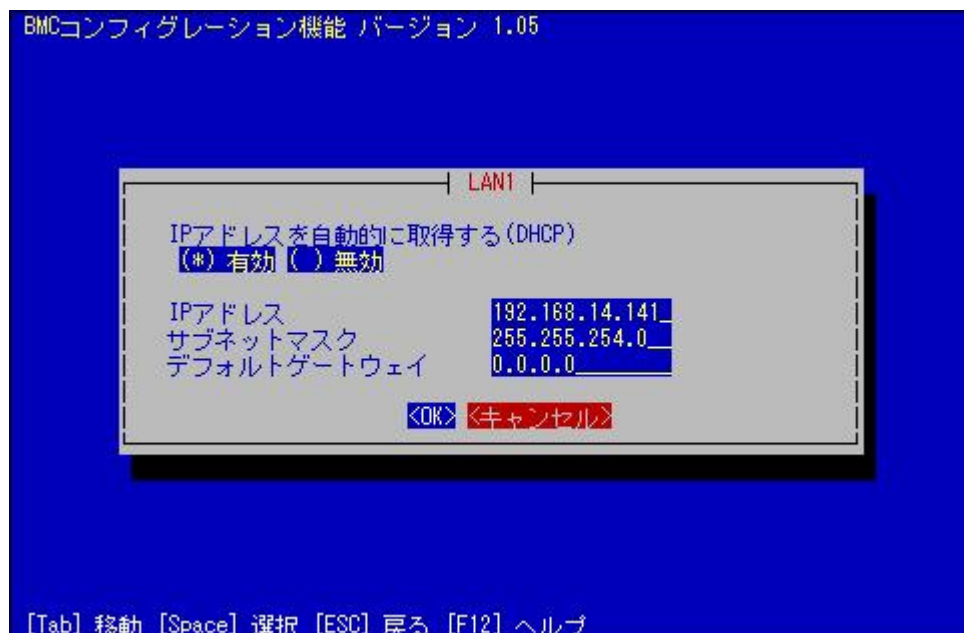 BMCコンフィグレーション機能 バージョン 1.05
LAN1
IPアドレスを自動的に取得する(DHCP)
(*) 有効 ( ) 無効
IPアドレス 192.168.14.141_
サブネットマスク 255.255.254.0__
デフォルトゲートウェイ 0.0.0.0________
<OK> <キャンセル>
[Tab] 移動 [Space] 選択 [ESC] 戻る [F12] ヘルプ